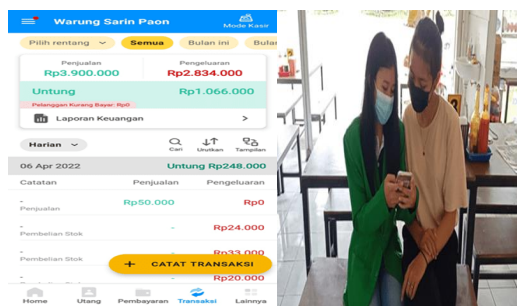 Warung Sarin Paon
Mode Kasir
Pilih rentang
Semua
Bulan ini
Bulan
Penjualan
Pengeluaran
Rp3.900.000
Rp2.834.000
Untung
Rp1.066.000
Pelanggan Kurang Bayar: Rp0
Laporan Keuangan >
Harian
Cari
Urutkan
Tampilan
06 Apr 2022
Untung Rp248.000
Catatan
Penjualan
Pengeluaran
-
Penjualan
Rp50.000
Rp0
-
Pembelian Stok
-
Rp24.000
-
Pembelian Stok
Rp33.000
+ CATAT TRANSAKSI
-
Rp20.000
Home
Utang
Pembayaran
Transaksi
Lainnya